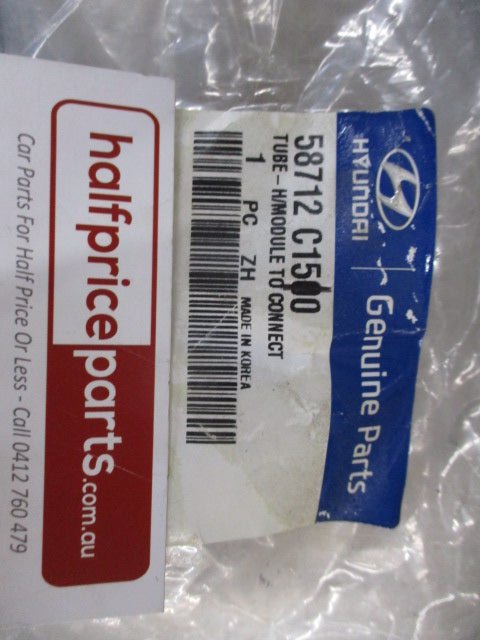 HYUNDAI
Genuine Parts
58712 C1500
TUBE-H/MODULE TO CONNECT
1 PC ZH MADE IN KOREA
halfpriceparts.com.au
Car Parts For Half Price Or Less - Call 0412 760 479